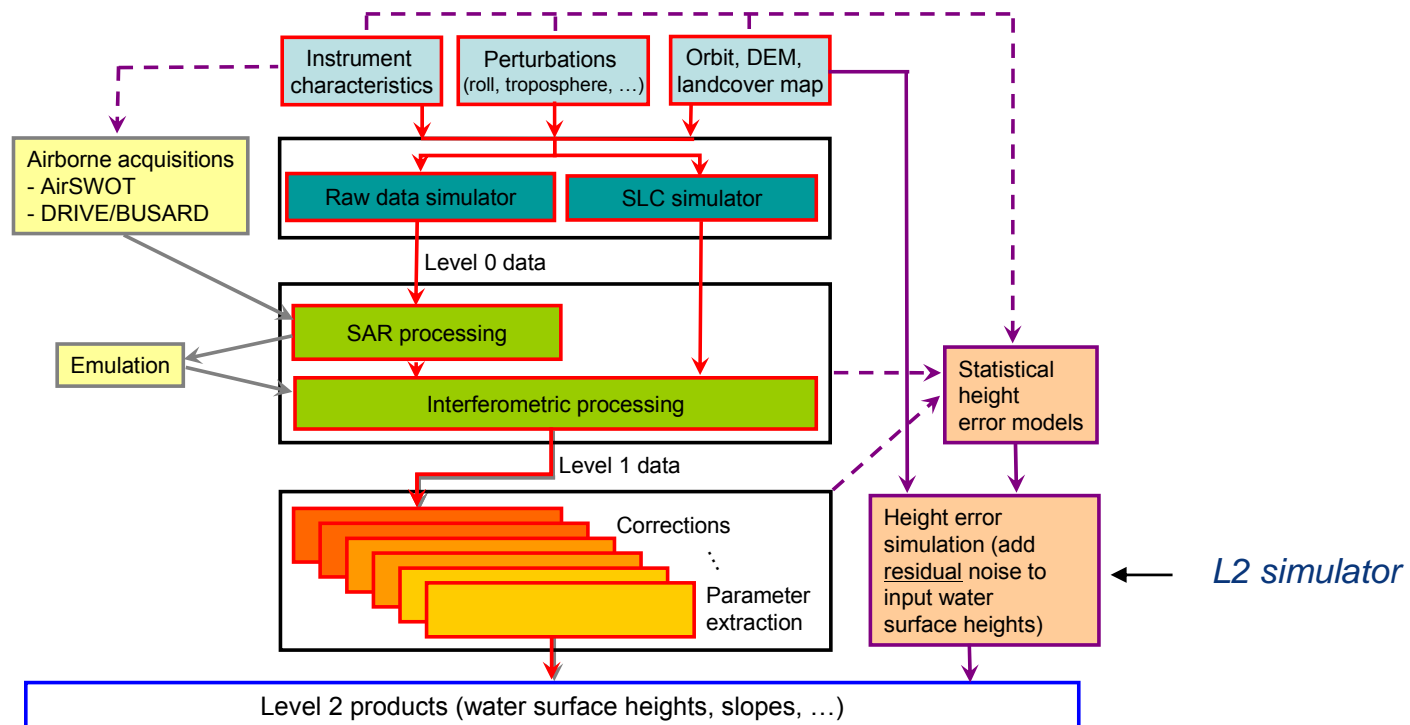 Instrument
characteristics
Perturbations
(roll, troposphere, …)
Orbit, DEM,
landcover map
Airborne acquisitions
- AirSWOT
- DRIVE/BUSARD
Raw data simulator
SLC simulator
Level 0 data
SAR processing
Emulation
Interferometric processing
Statistical
height
error models
Level 1 data
Corrections
…
Parameter
extraction
Height error
simulation (add
residual noise to
input water
surface heights)
L2 simulator
Level 2 products (water surface heights, slopes, …)